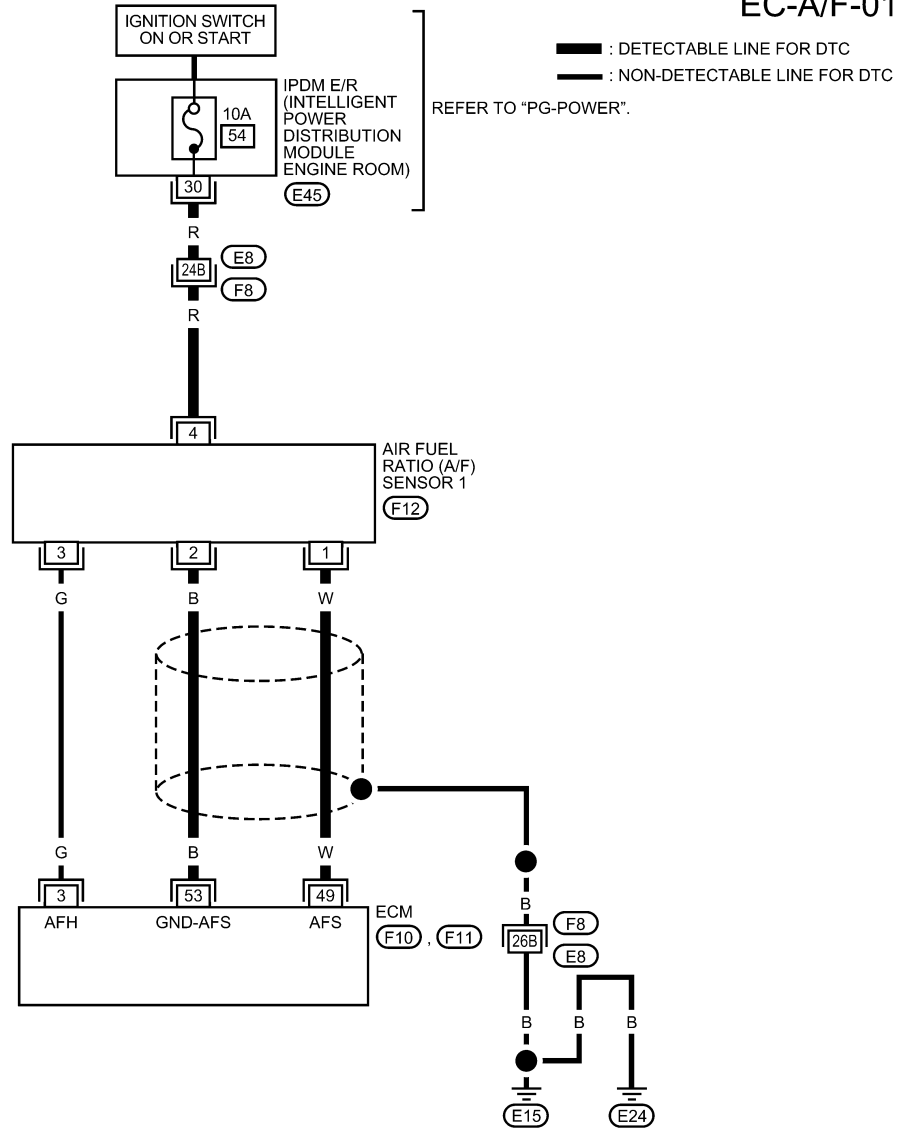 EC-A/F-01
IGNITION SWITCH
ON OR START
: DETECTABLE LINE FOR DTC
: NON-DETECTABLE LINE FOR DTC
10A
54
IPDM E/R
(INTELLIGENT
POWER
DISTRIBUTION
MODULE
ENGINE ROOM)
E45
REFER TO “PG-POWER”.
30
R
24B
E8
F8
R
4
AIR FUEL
RATIO (A/F)
SENSOR 1
F12
3 2 1
G B W
G B W
3 53 49
AFH GND-AFS AFS
ECM
F10 , F11
B
26B
F8
E8
B B B
E15 E24